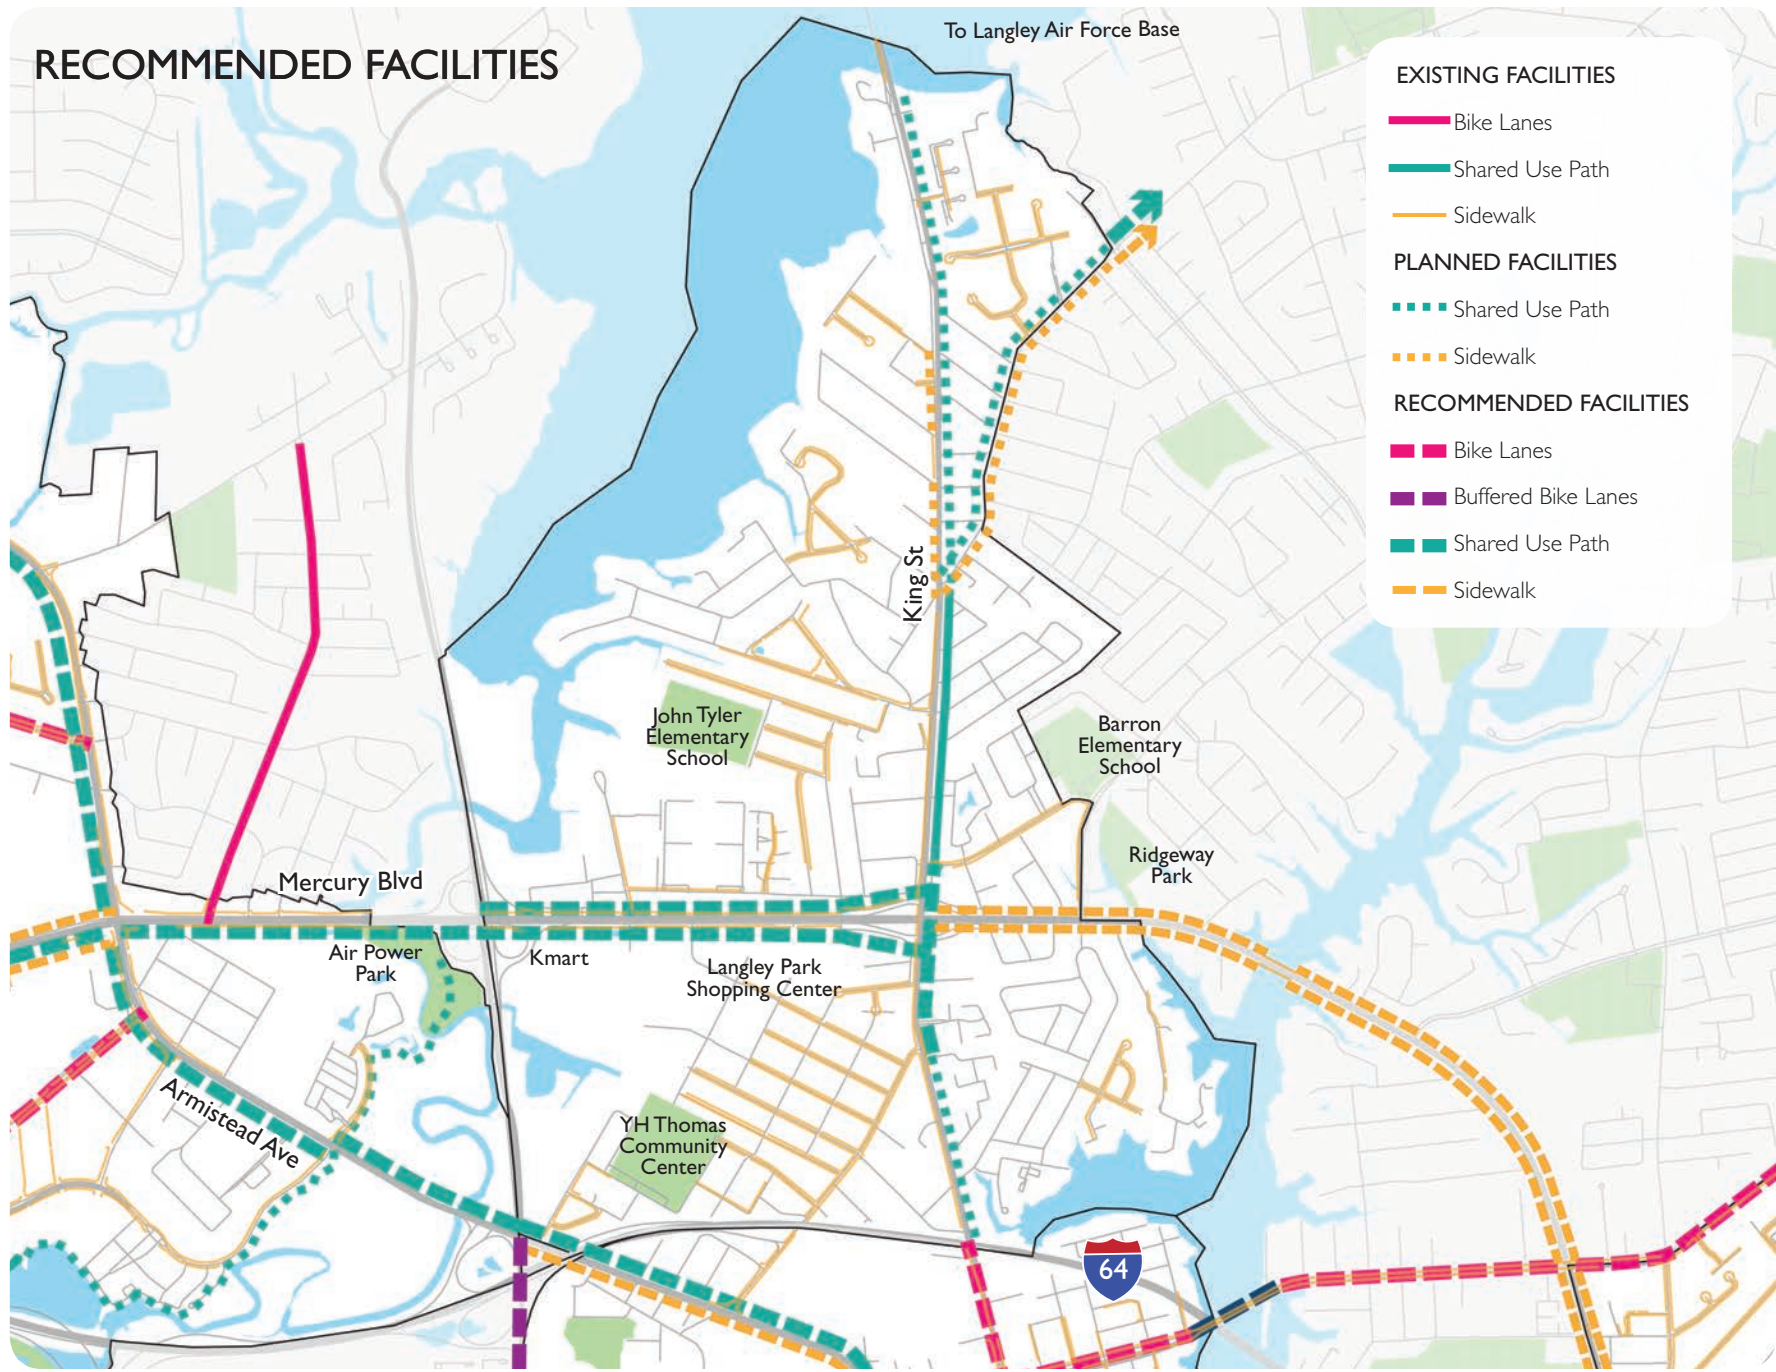 To Langley Air Force Base
RECOMMENDED FACILITIES
EXISTING FACILITIES
Bike Lanes
Shared Use Path
Sidewalk
PLANNED FACILITIES
Shared Use Path
Sidewalk
RECOMMENDED FACILITIES
Bike Lanes
Buffered Bike Lanes
Shared Use Path
Sidewalk
King St
John Tyler
Elementary
School
Barron
Elementary
School
Ridgeway
Park
Mercury Blvd
Air Power
Park
Kmart
Langley Park
Shopping Center
Armistead Ave
YH Thomas
Community
Center
64